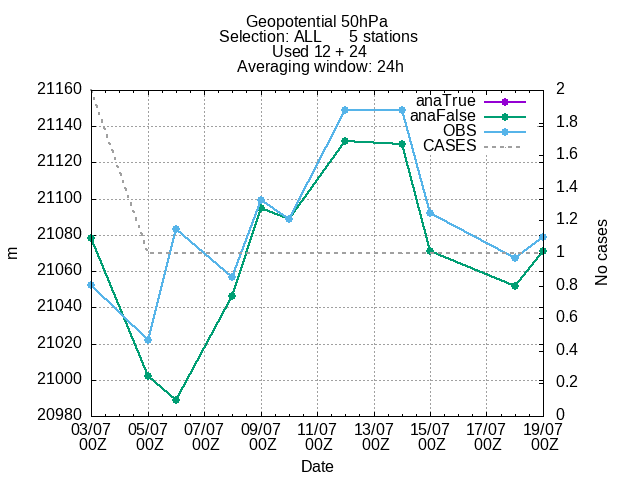 Geopotential 50hPa
Selection: ALL 5 stations
Used 12 + 24
Averaging window: 24h
anaTrue
anaFalse
OBS
CASES
21160
21140
21120
21100
21080
21060
21040
21020
21000
20980
m
2
1.8
1.6
1.4
1.2
1
0.8
0.6
0.4
0.2
0
No cases
03/07 05/07 07/07 09/07 11/07 13/07 15/07 17/07 19/07
00Z 00Z 00Z 00Z 00Z 00Z 00Z 00Z 00Z
Date